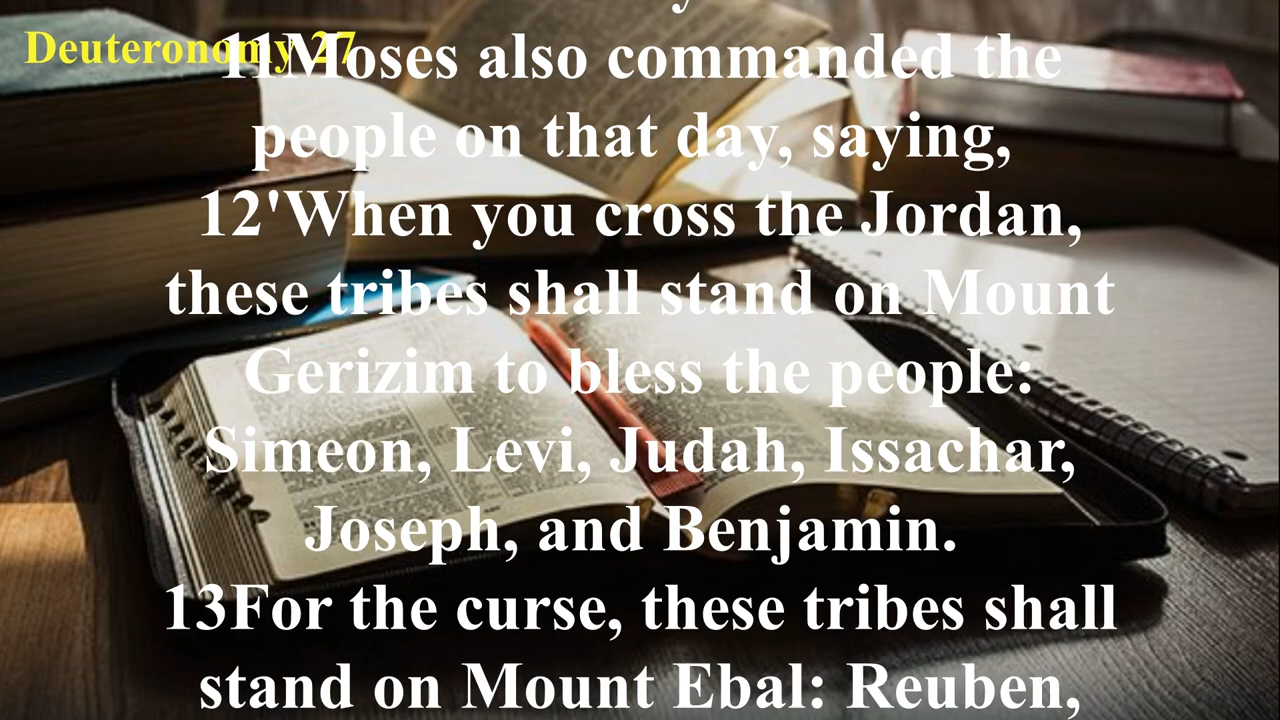 Deuteronomy 27
11Moses also commanded the
people on that day, saying,
12'When you cross the Jordan,
these tribes shall stand on Mount
Gerizim to bless the people:
Simeon, Levi, Judah, Issachar,
Joseph, and Benjamin.
13For the curse, these tribes shall
stand on Mount Ebal: Reuben,